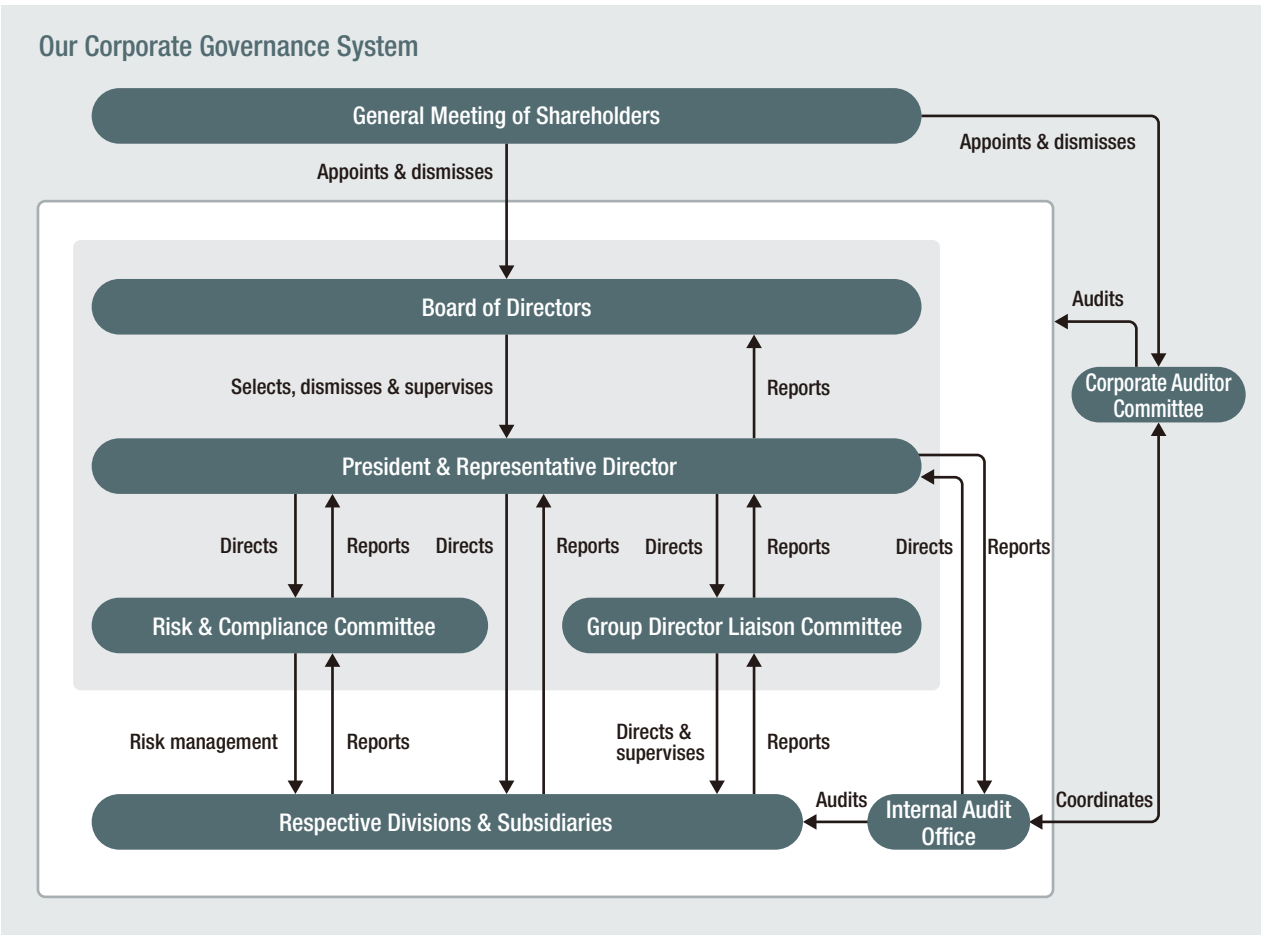 Our Corporate Governance System
General Meeting of Shareholders
Appoints & dismisses
Appoints & dismisses
Board of Directors
Audits
Selects, dismisses & supervises
Reports
Corporate Auditor
Committee
President & Representative Director
Directs
Reports
Directs
Reports
Directs
Reports
Directs
Reports
Risk & Compliance Committee
Group Director Liaison Committee
Risk management
Reports
Directs &
supervises
Reports
Respective Divisions & Subsidiaries
Audits
Internal Audit
Office
Coordinates